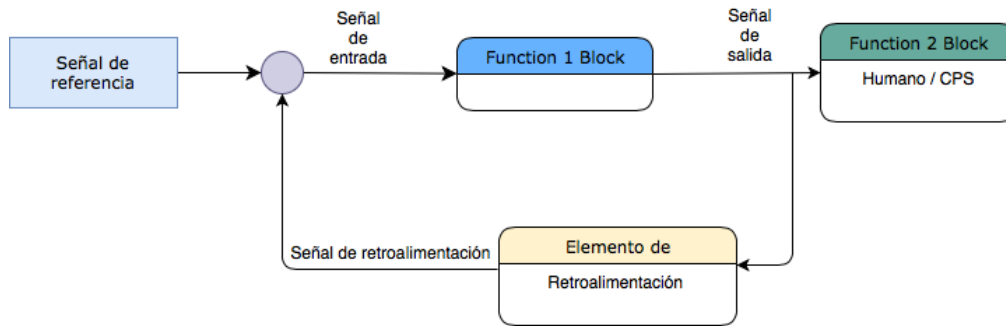 Señal de
referencia
Señal
de
entrada
Function 1 Block
Señal
de
salida
Function 2 Block
Humano / CPS
Señal de retroalimentación
Elemento de
Retroalimentación